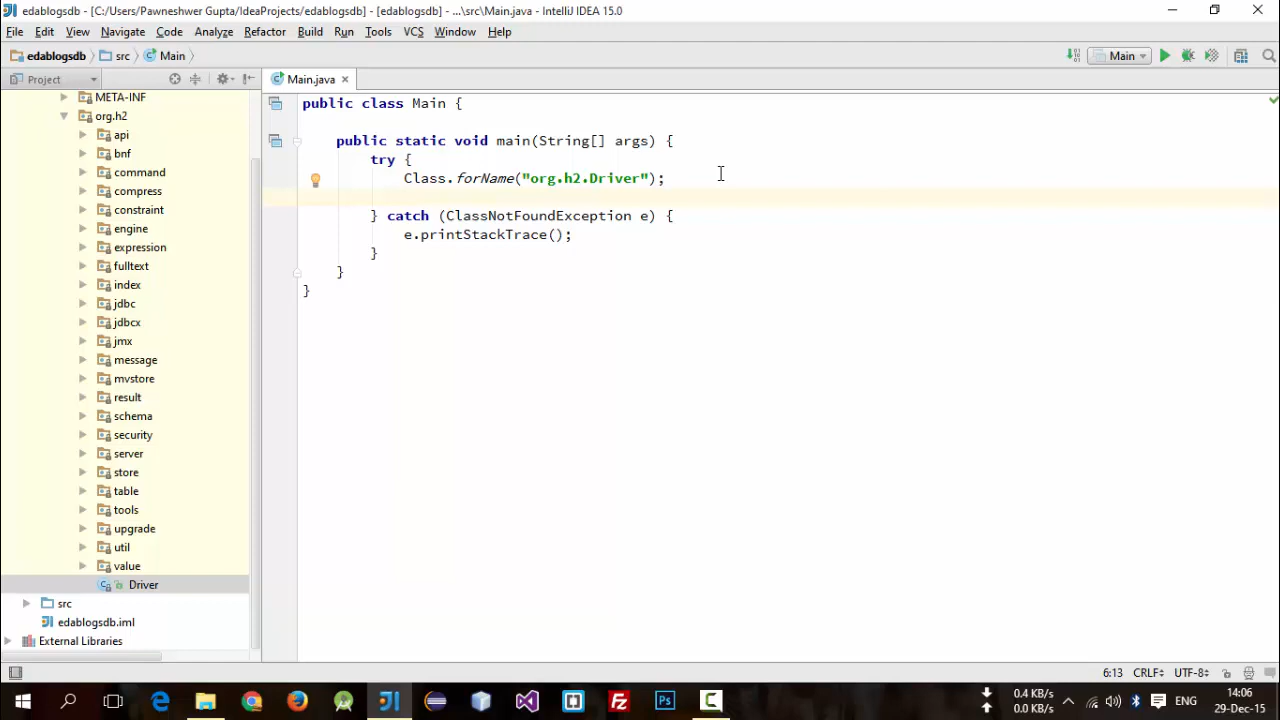 edablogsdb - [C:/Users/Pawneshwer Gupta/IdeaProjects/edablogsdb] - [edablogsdb] - ...\src\Main.java - IntelliJ IDEA 15.0
File Edit View Navigate Code Analyze Refactor Build Run Tools VCS Window Help
edablogsdb src Main Main
Project Main.java
META-INF
org.h2
api
bnf
command
compress
constraint
engine
expression
fulltext
index
jdbc
jdbcx
jmx
message
mvstore
result
schema
security
server
store
table
tools
upgrade
util
value
Driver
src
edablogsdb.iml
External Libraries
public class Main {
public static void main(String[] args) {
try {
Class.forName("org.h2.Driver");
} catch (ClassNotFoundException e) {
e.printStackTrace();
}
}
}
6:13 CRLF÷ UTF-8÷
0.4 KB/s
0.0 KB/s
ENG
14:06
29-Dec-15